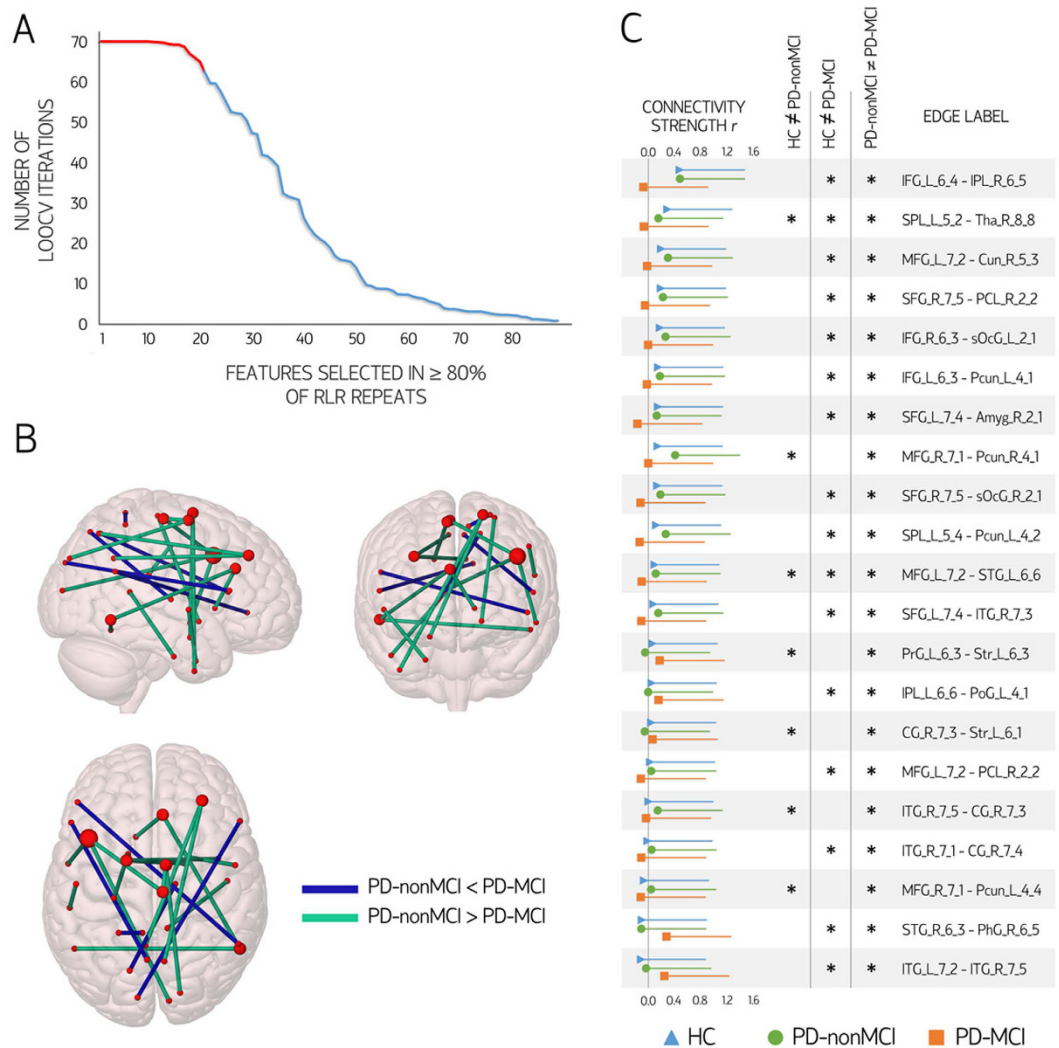 A
70
60
50
40
30
20
10
0
NUMBER OF
LOOCV ITERATIONS
1 10 20 30 40 50 60 70 80
FEATURES SELECTED IN ≥ 80%
OF RLR REPEATS
B
PD-nonMCI < PD-MCI
PD-nonMCI > PD-MCI
C
CONNECTIVITY
STRENGTH r
HC ≠ PD-nonMCI
HC ≠ PD-MCI
PD-nonMCI ≠ PD-MCI
EDGE LABEL
0.0 0.4 0.8 1.2 1.6
* * IFG_L_6_4 - IPL_R_6_5
* * * SPL_L_5_2 - Tha_R_8_8
* * MFG_L_7_2 - Cun_R_5_3
* * SFG_R_7_5 - PCL_R_2_2
* * IFG_R_6_3 - sOcG_L_2_1
* * IFG_L_6_3 - Pcun_L_4_1
* * SFG_L_7_4 - Amyg_R_2_1
* * MFG_R_7_1 - Pcun_R_4_1
* * SFG_R_7_5 - sOcG_R_2_1
* * SPL_L_5_4 - Pcun_L_4_2
* * * MFG_L_7_2 - STG_L_6_6
* * SFG_L_7_4 - ITG_R_7_3
* * PrG_L_6_3 - Str_L_6_3
* * IPL_L_6_6 - PoG_L_4_1
* * CG_R_7_3 - Str_L_6_1
* * MFG_L_7_2 - PCL_R_2_2
* * ITG_R_7_5 - CG_R_7_3
* * ITG_R_7_1 - CG_R_7_4
* * MFG_R_7_1 - Pcun_L_4_4
* * STG_R_6_3 - PhG_R_6_5
* * ITG_L_7_2 - ITG_R_7_5
0.0 0.4 0.8 1.2 1.6
HC PD-nonMCI PD-MCI